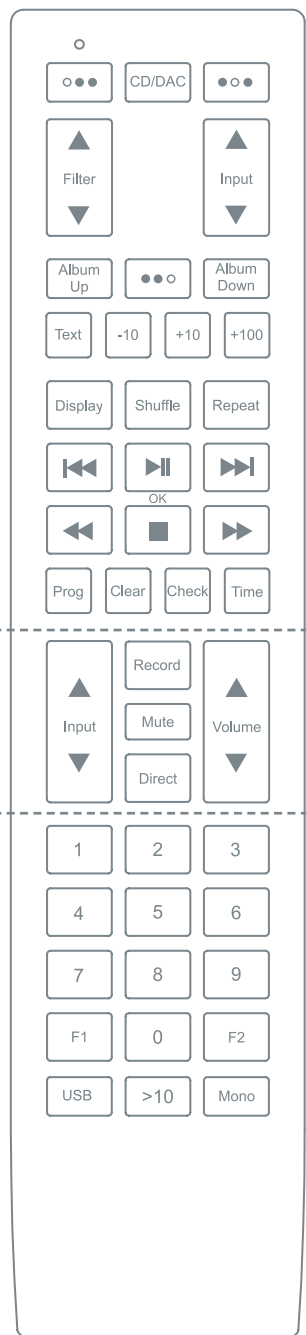 CD/DAC
Filter Input
Album Up Album Down
Text -10 +10 +100
Display Shuffle Repeat
OK
Prog Clear Check Time
Record
Input Mute Volume
Direct
1 2 3
4 5 6
7 8 9
F1 0 F2
USB >10 Mono